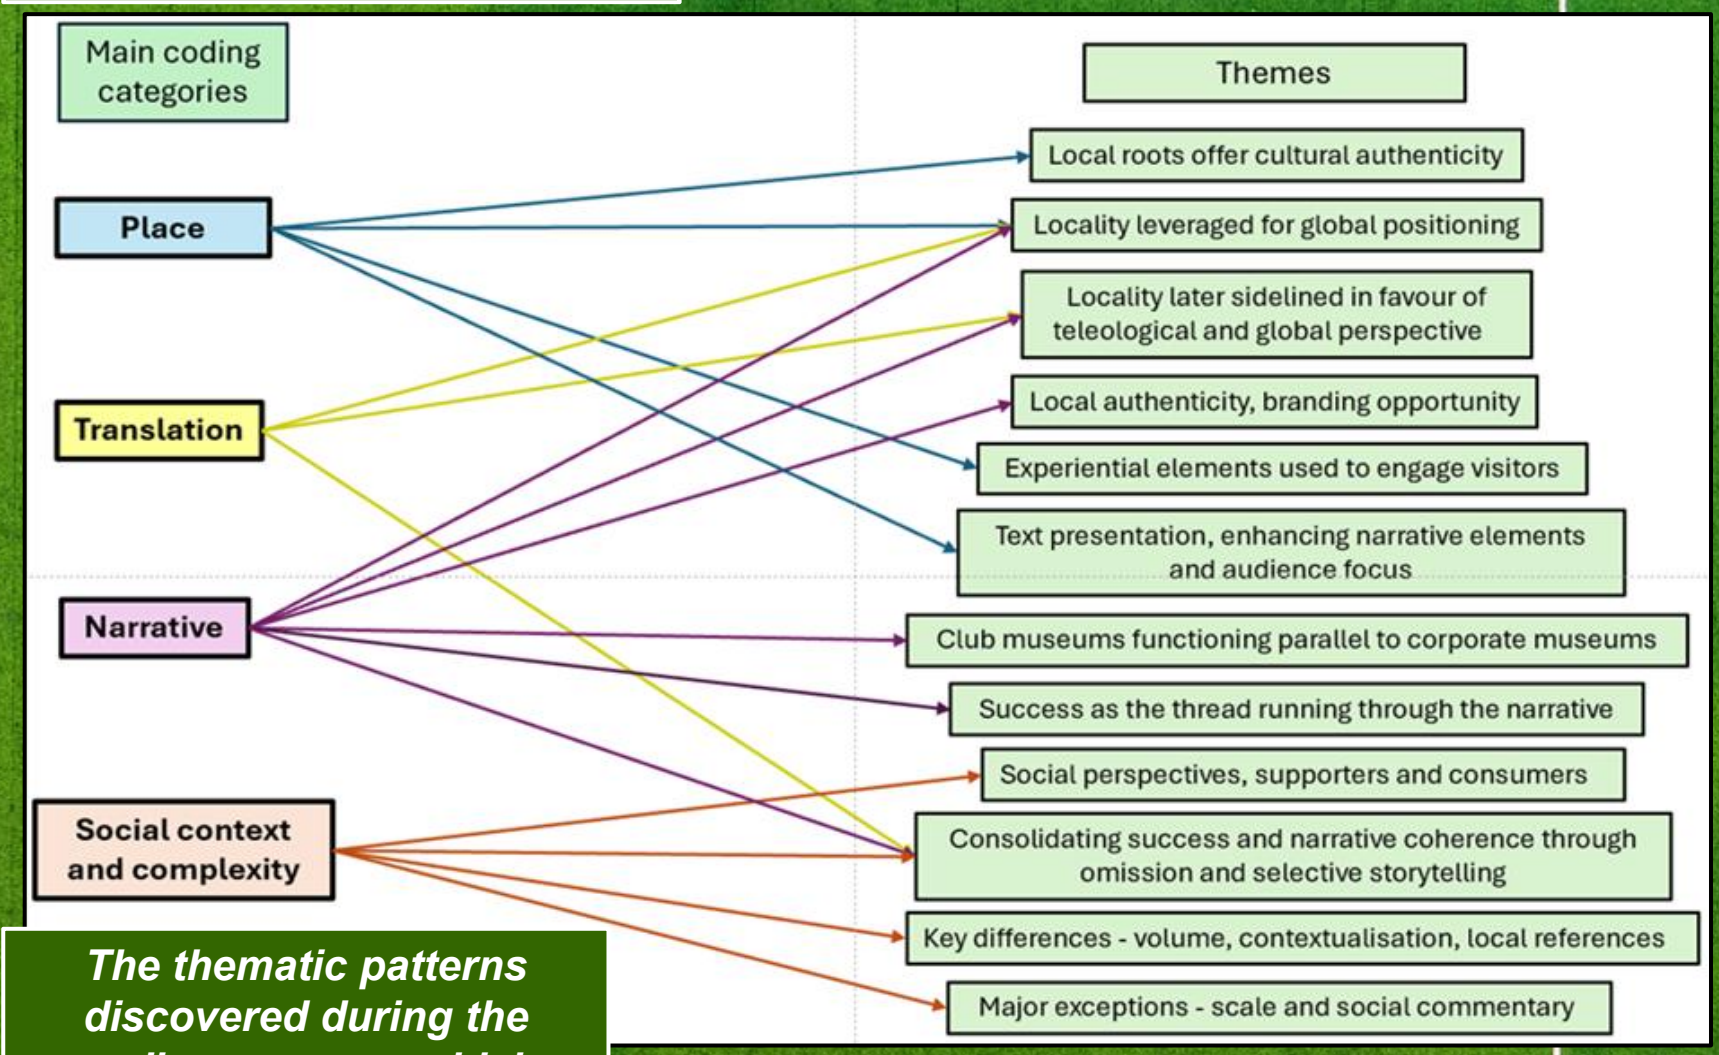 Main coding
categories
Themes
Place
Translation
Narrative
Social context
and complexity
Local roots offer cultural authenticity
Locality leveraged for global positioning
Locality later sidelined in favour of
teleological and global perspective
Local authenticity, branding opportunity
Experiential elements used to engage visitors
Text presentation, enhancing narrative elements
and audience focus
Club museums functioning parallel to corporate museums
Success as the thread running through the narrative
Social perspectives, supporters and consumers
Consolidating success and narrative coherence through
omission and selective storytelling
Key differences - volume, contextualisation, local references
Major exceptions - scale and social commentary
The thematic patterns
discovered during the